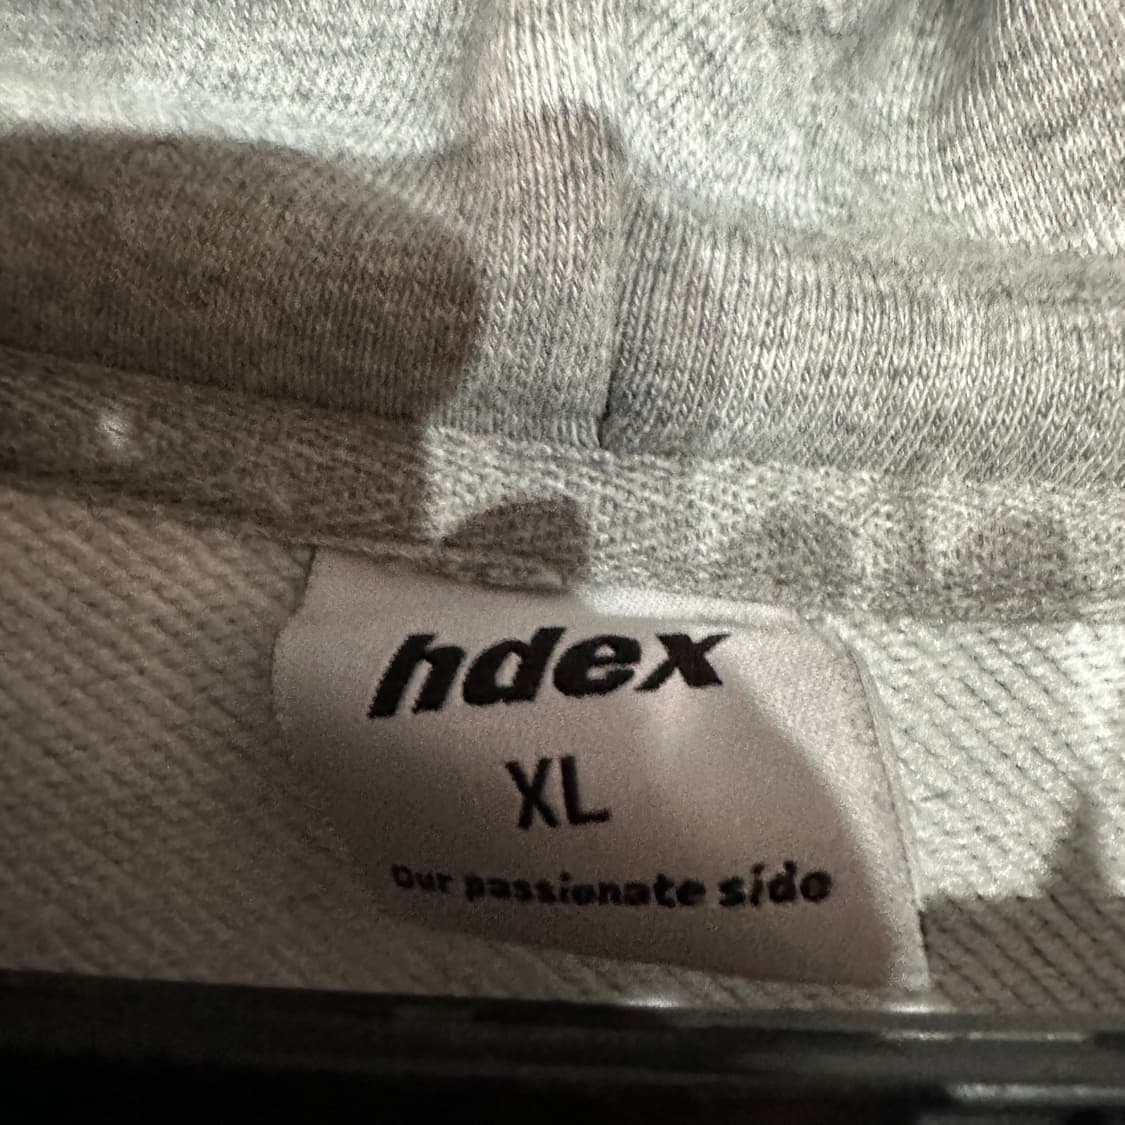 hdex
XL
Our passionate side